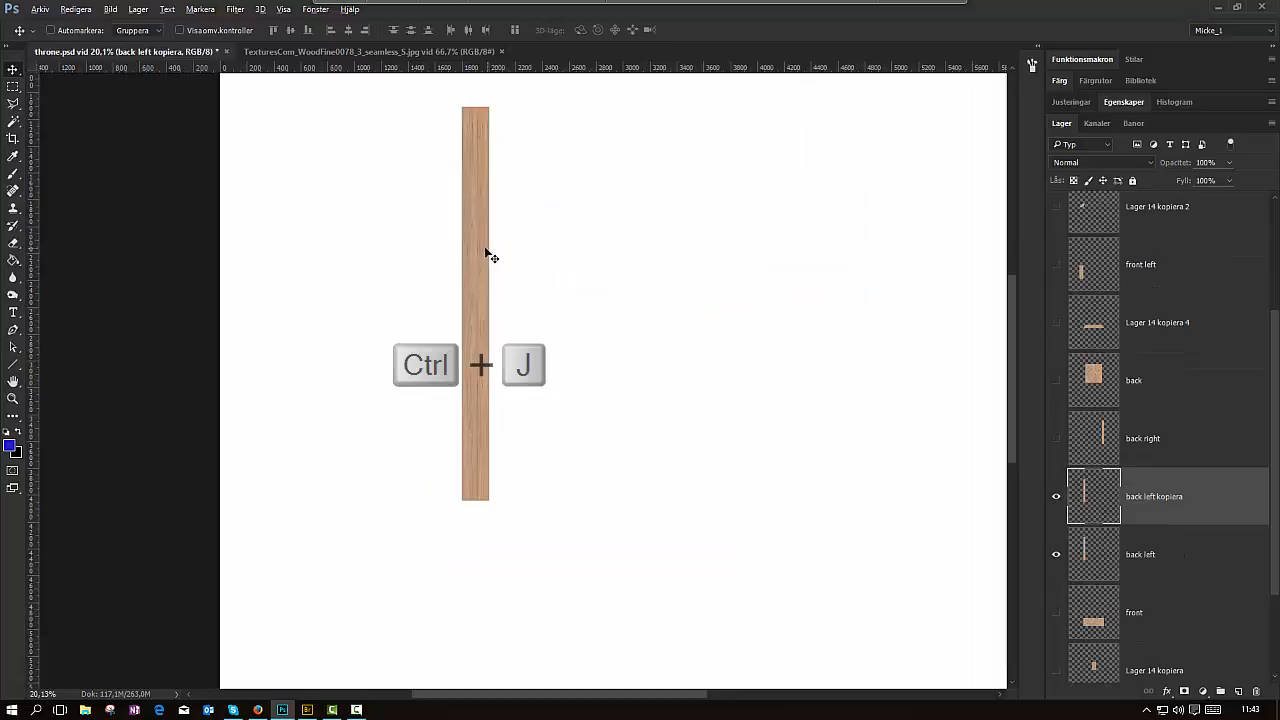 Ps Arkiv Redigera Bild Lager Text Markera Filter 3D Visa Fönster Hjälp
Automarkera: Gruppera Visa omv.kontroller 3D-läge: Micke_1
throne.psd vid 20,1% (back left kopiera, RGB/8) * × TexturesCom_WoodFine0078_3_seamless_S.jpg vid 66,7% (RGB/8#) ×
Funktionsmakron Stilar
Färg Färgrutor Bibliotek
Justeringar Egenskaper Histogram
Lager Kanaler Banor
Typ
Normal Opacitet: 100%
Lås: Fyll: 100%
Lager 14 kopiera 2
front left
Lager 14 kopiera 4
back
back right
back left kopiera
back left
front
Lager 14 kopiera
Ctrl + J
20,13% Dok: 117,1M/263,0M
11:43